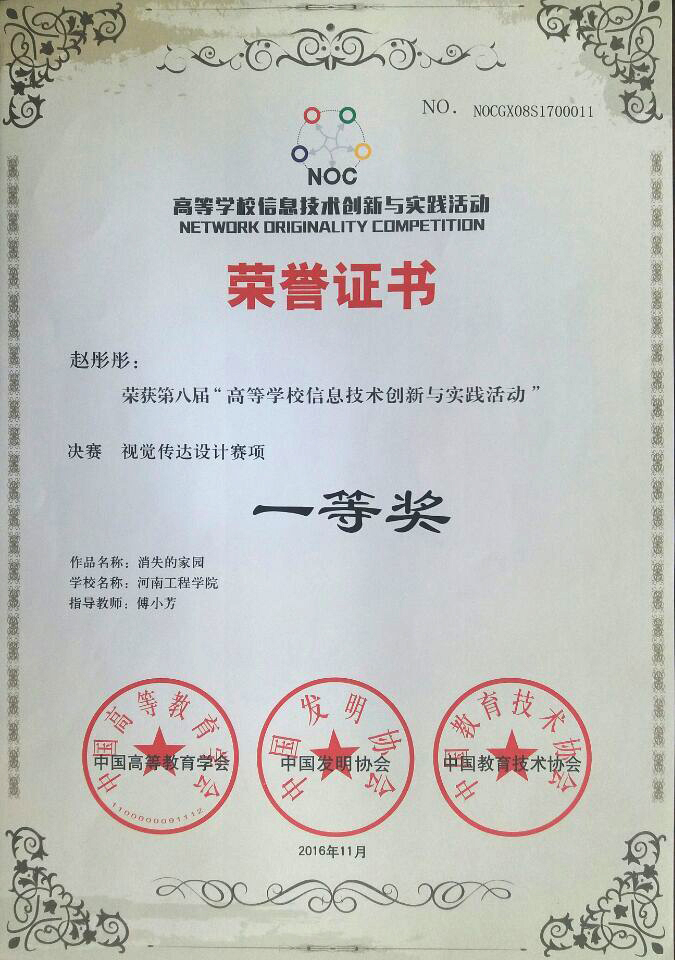 NO. NOCGX08S1700011
NOC
高等学校信息技术创新与实践活动
NETWORK ORIGINALITY COMPETITION
荣誉证书
赵彤彤：
荣获第八届“高等学校信息技术创新与实践活动”
决赛 视觉传达设计赛项
一等奖
作品名称：消失的家园
学校名称：河南工程学院
指导教师：傅小芳
中国高等教育学会
中国发明协会
中国教育技术协会
中国高等教育学会
中国发明协会
中国教育技术协会
1100000091112
2016年11月